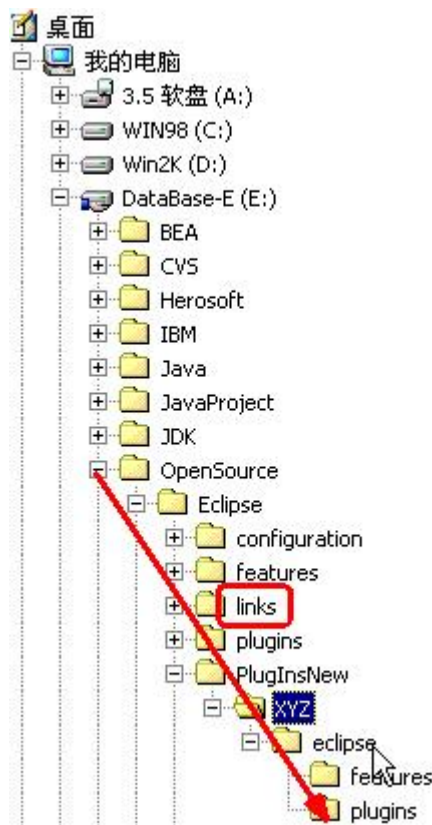 桌面
我的电脑
3.5 软盘 (A:)
WIN98 (C:)
Win2K (D:)
DataBase-E (E:)
BEA
CVS
Herosoft
IBM
Java
JavaProject
JDK
OpenSource
Eclipse
configuration
features
links
plugins
PlugInsNew
XYZ
eclipse
features
plugins